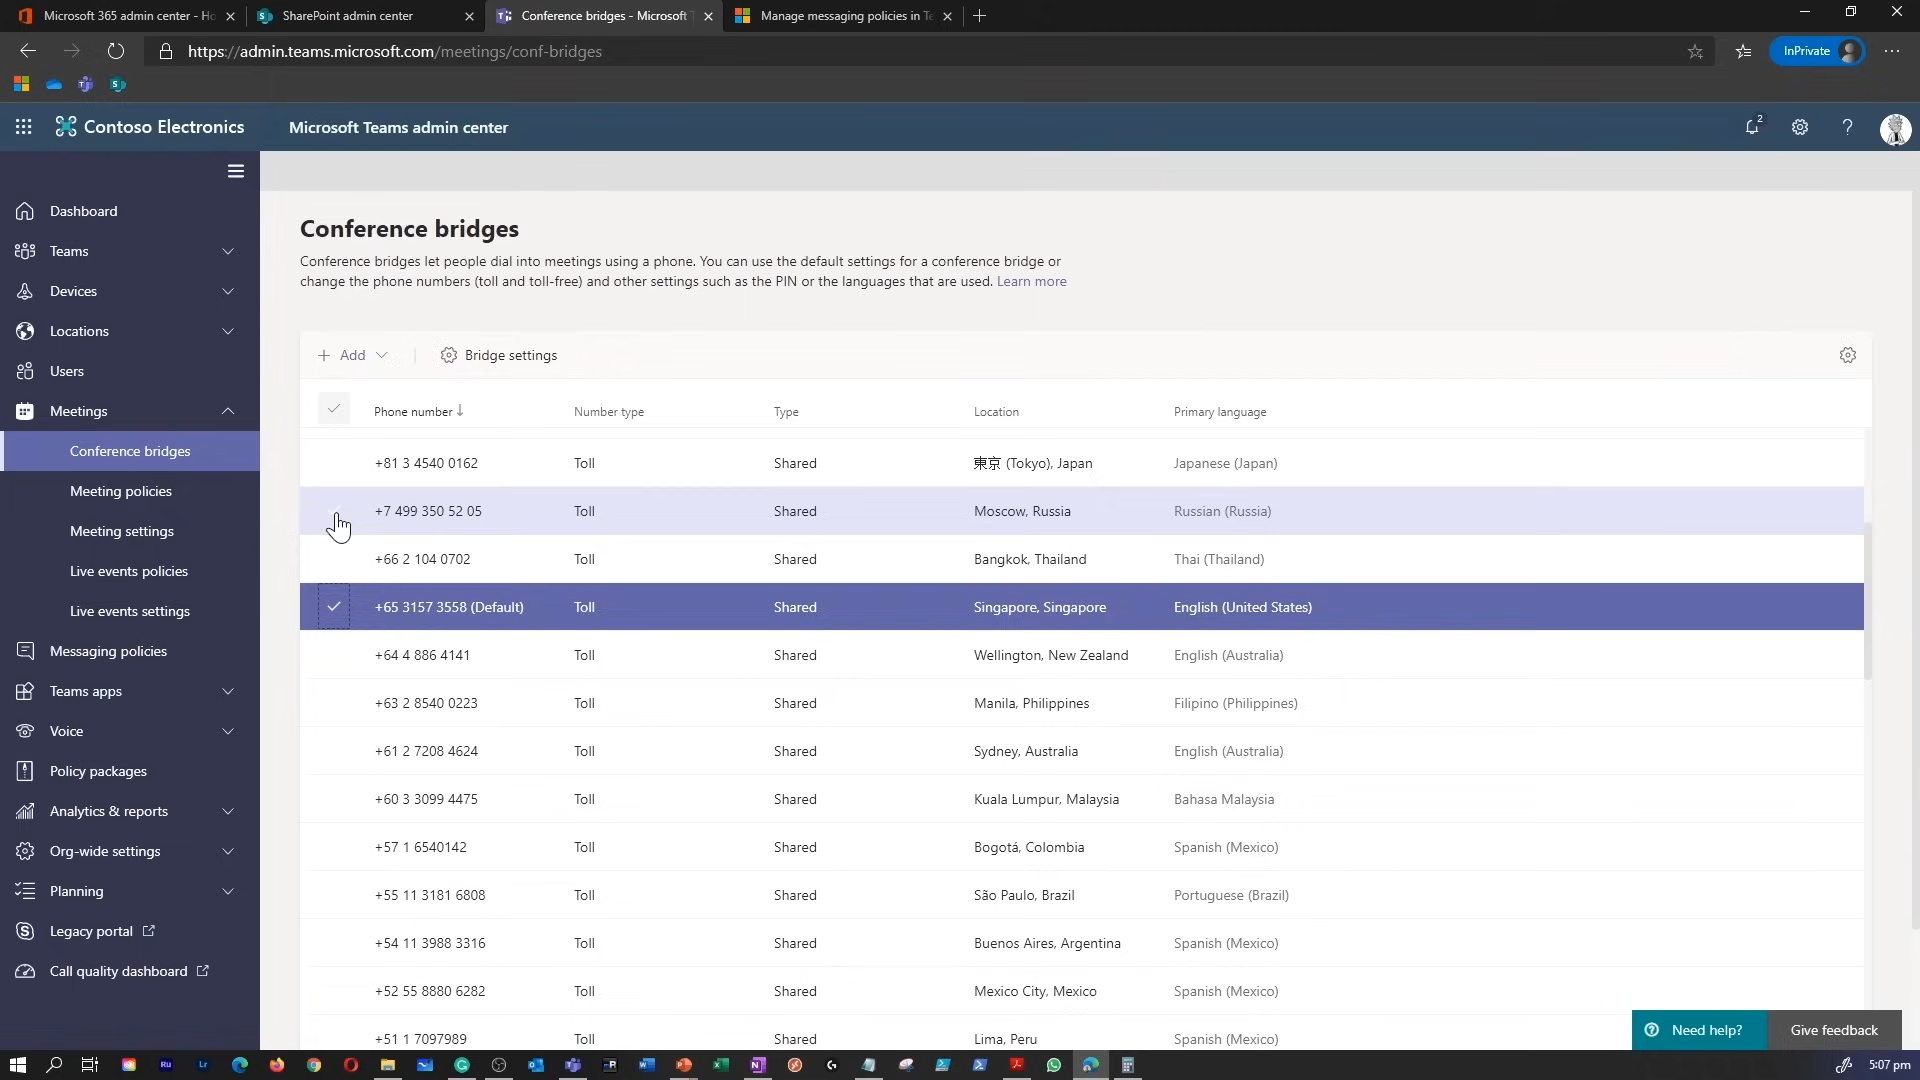 Microsoft 365 admin center - Ho
SharePoint admin center
Conference bridges - Microsoft T
Manage messaging policies in Te
https://admin.teams.microsoft.com/meetings/conf-bridges
InPrivate
Contoso Electronics
Microsoft Teams admin center
2
Dashboard
Teams
Devices
Locations
Users
Meetings
Conference bridges
Meeting policies
Meeting settings
Live events policies
Live events settings
Messaging policies
Teams apps
Voice
Policy packages
Analytics & reports
Org-wide settings
Planning
Legacy portal
Call quality dashboard
Conference bridges
Conference bridges let people dial into meetings using a phone. You can use the default settings for a conference bridge or
change the phone numbers (toll and toll-free) and other settings such as the PIN or the languages that are used. Learn more
Add
Bridge settings
Phone number Number type Type Location Primary language
+81 3 4540 0162 Toll Shared 東京 (Tokyo), Japan Japanese (Japan)
+7 499 350 52 05 Toll Shared Moscow, Russia Russian (Russia)
+66 2 104 0702 Toll Shared Bangkok, Thailand Thai (Thailand)
+65 3157 3558 (Default) Toll Shared Singapore, Singapore English (United States)
+64 4 886 4141 Toll Shared Wellington, New Zealand English (Australia)
+63 2 8540 0223 Toll Shared Manila, Philippines Filipino (Philippines)
+61 2 7208 4624 Toll Shared Sydney, Australia English (Australia)
+60 3 3099 4475 Toll Shared Kuala Lumpur, Malaysia Bahasa Malaysia
+57 1 6540142 Toll Shared Bogotá, Colombia Spanish (Mexico)
+55 11 3181 6808 Toll Shared São Paulo, Brazil Portuguese (Brazil)
+54 11 3988 3316 Toll Shared Buenos Aires, Argentina Spanish (Mexico)
+52 55 8880 6282 Toll Shared Mexico City, Mexico Spanish (Mexico)
+51 1 7097989 Toll Shared Lima, Peru Spanish (Mexico)
Need help?
Give feedback
5:07 pm